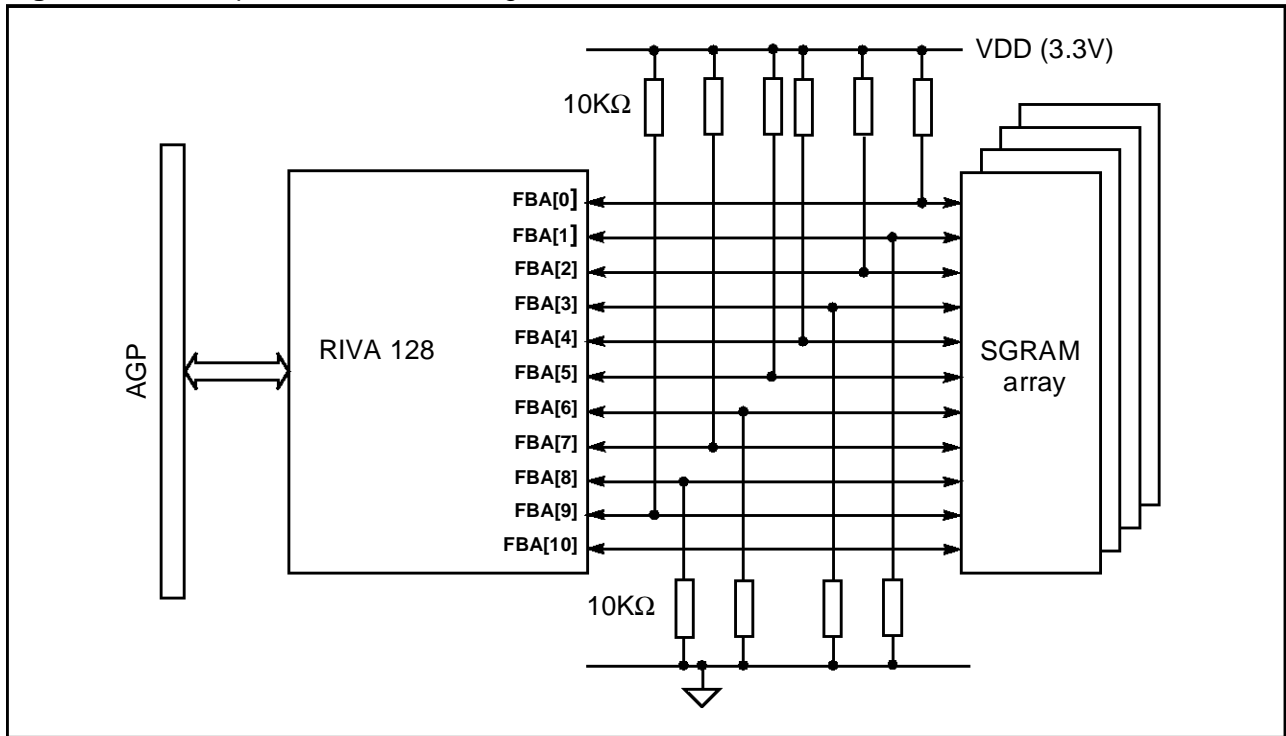 VDD (3.3V)
10KΩ
AGP
RIVA 128
FBA[0]
FBA[1]
FBA[2]
FBA[3]
FBA[4]
FBA[5]
FBA[6]
FBA[7]
FBA[8]
FBA[9]
FBA[10]
SGRAM
array
10KΩ